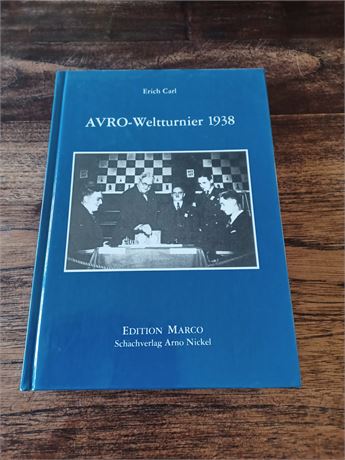 Erich Carl
AVRO-Weltturnier 1938
EDITION MARCO
Schachverlag Arno Nickel